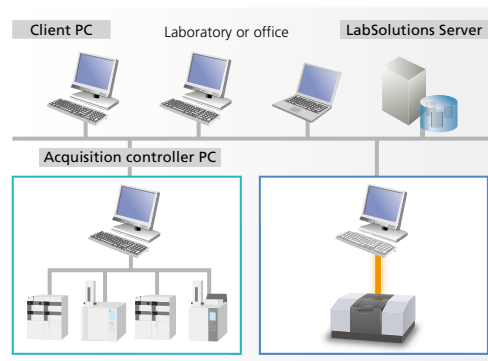 Client PC
Laboratory or office
LabSolutions Server
Acquisition controller PC